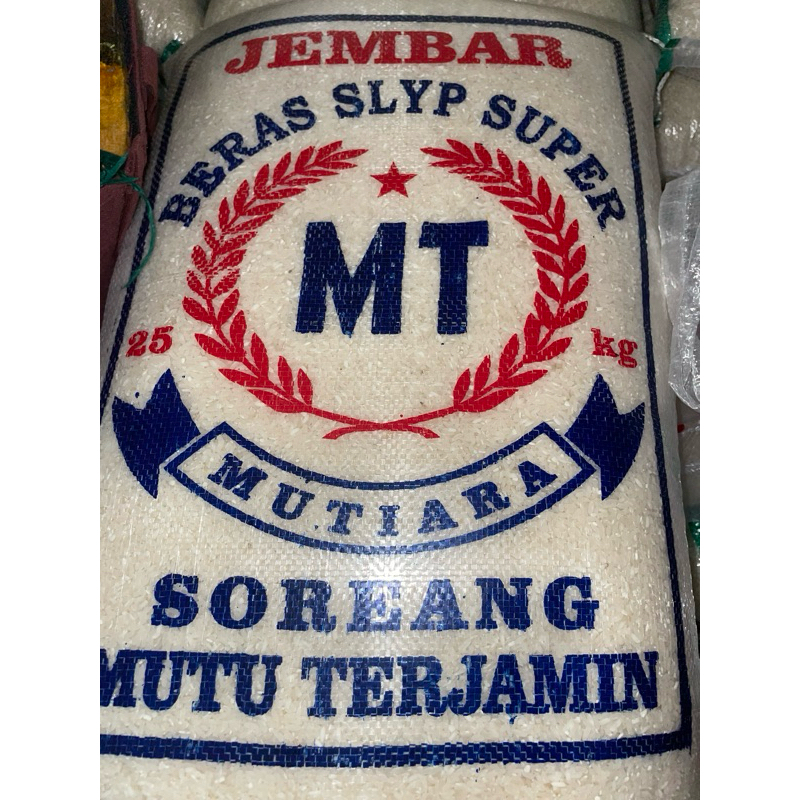 JEMBAR
BERAS SLYP SUPER
MT
25 kg
MUTIARA
SOREANG
MUTU TERJAMIN